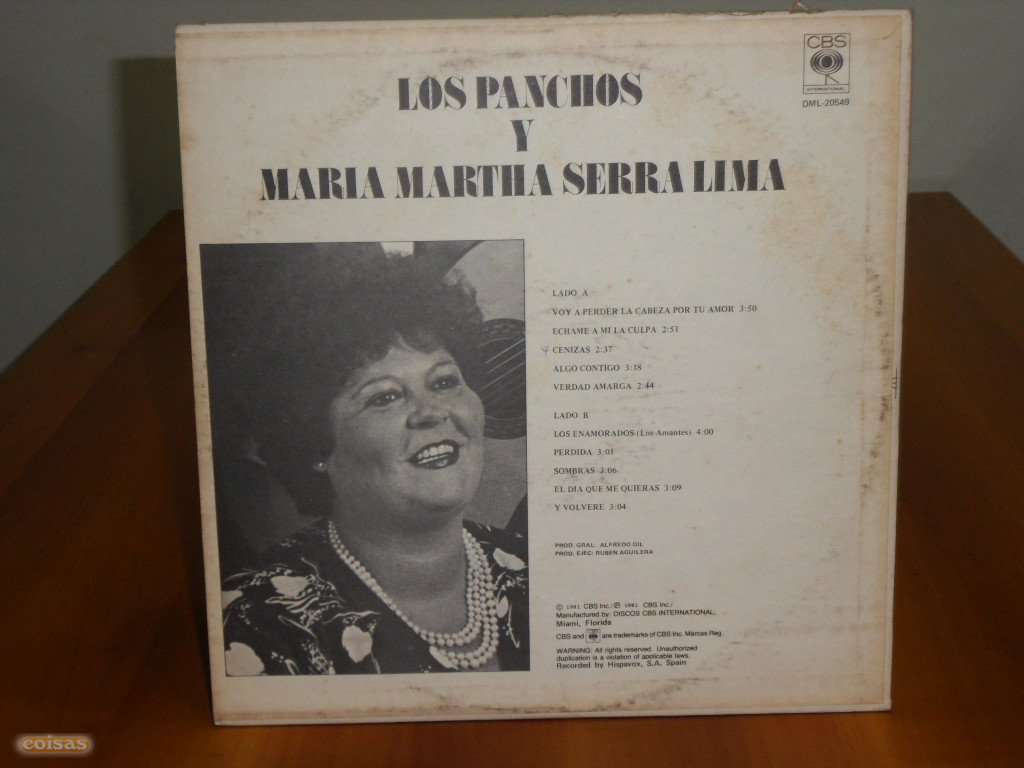 CBS
INTERNATIONAL
DML-20549
LOS PANCHOS
Y
MARIA MARTHA SERRA LIMA
LADO A
VOY A PERDER LA CABEZA POR TU AMOR 3:50
ECHAME A MI LA CULPA 2:51
CENIZAS 2:37
ALGO CONTIGO 3:18
VERDAD AMARGA 2:44
LADO B
LOS ENAMORADOS (Los Amantes) 4:00
PERDIDA 3:01
SOMBRAS 3:06
EL DIA QUE ME QUIERAS 3:09
Y VOLVERE 3:04
PROD. GRAL. ALFREDO GIL
PROD. EJEC: RUBEN AGUILERA
© 1981 CBS Inc./℗ 1981 CBS Inc./
Manufactured by: DISCOS CBS INTERNATIONAL,
Miami, Florida
CBS and are trademarks of CBS Inc. Marcas Reg.
WARNING: All rights reserved. Unauthorized
duplication is a violation of applicable laws.
Recorded by Hispavox, S.A, Spain
coisas